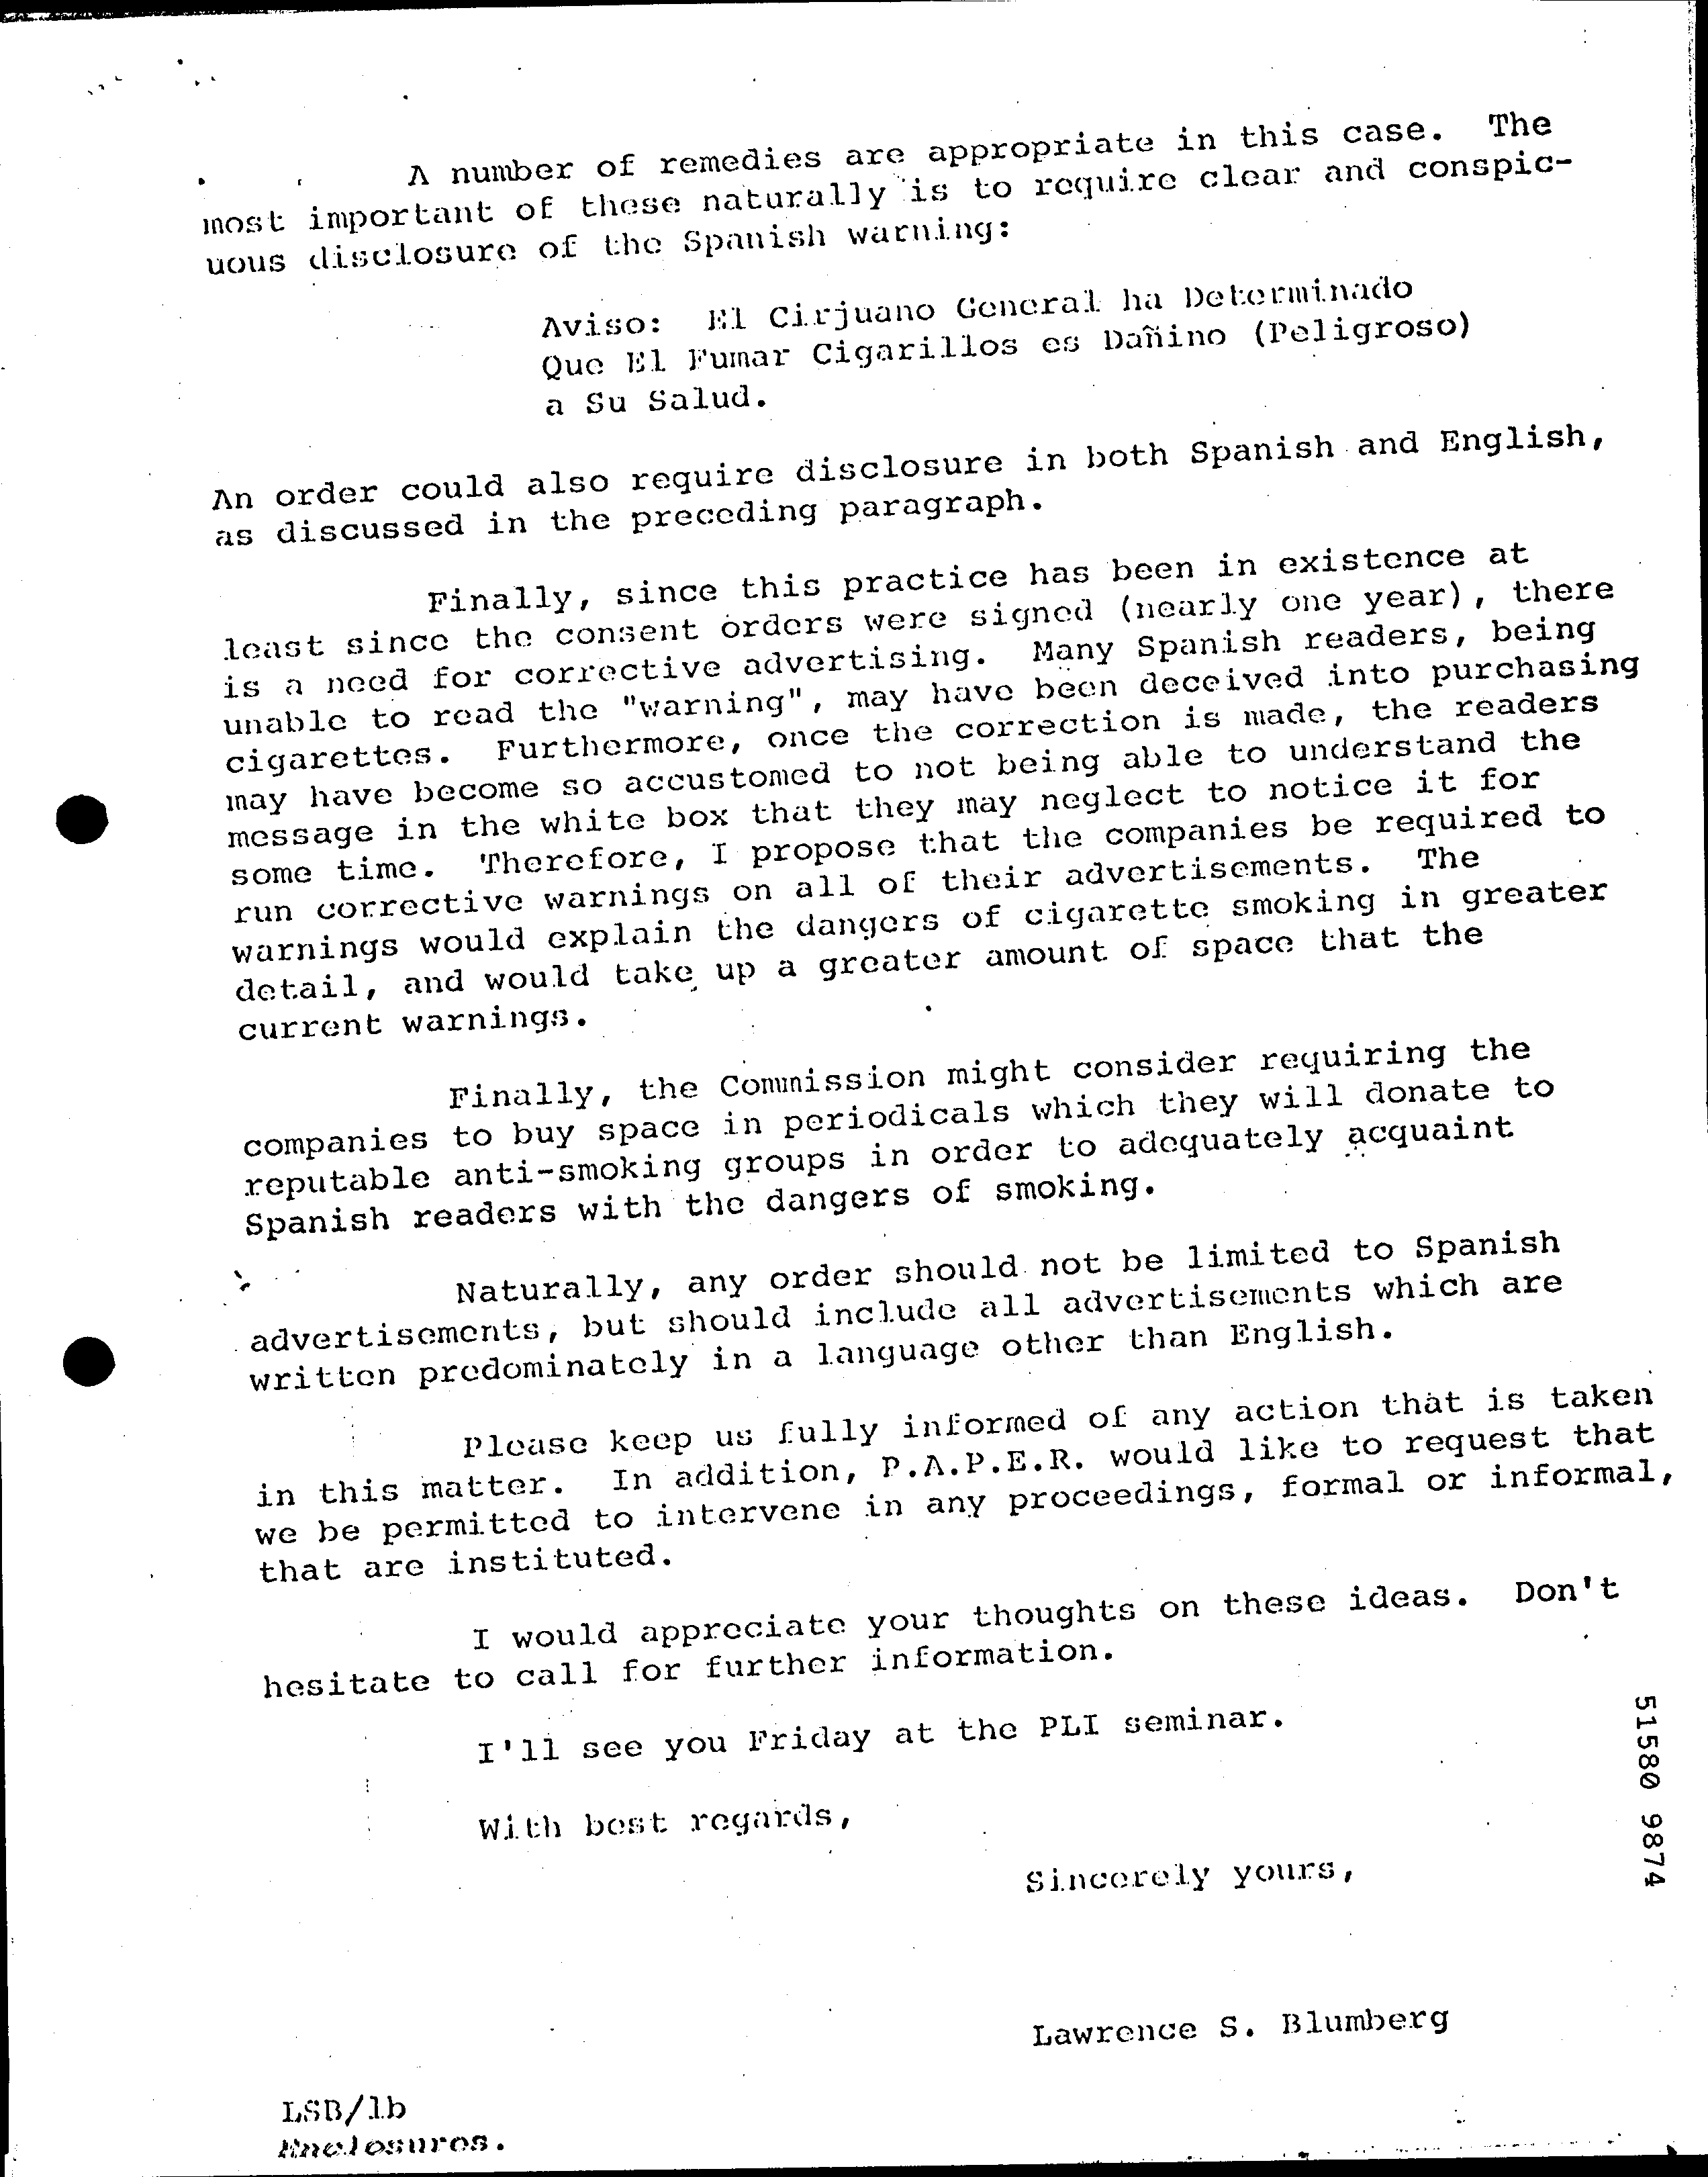 A number of remedies are appropriate in this case. The
most important of these naturally is to require clear and conspic-
uous disclosure of the Spanish warning:
Aviso: El Cirjuano General ha Determinado
Que El Fumar Cigarillos es Dañino (Peligroso)
a Su Salud.
An order could also require disclosure in both Spanish and English,
as discussed in the preceding paragraph.
Finally, since this practice has been in existence at
least since the consent orders were signed (nearly one year), there
is a need for corrective advertising. Many Spanish readers, being
unable to read the "warning", may have been deceived into purchasing
cigarettes. Furthermore, once the correction is made, the readers
may have become so accustomed to not being able to understand the
message in the white box that they may neglect to notice it for
some time. Therefore, I propose that the companies be required to
run corrective warnings on all of their advertisements. The
warnings would explain the dangers of cigarette smoking in greater
detail, and would take up a greater amount of space that the
current warnings.
Finally, the Commission might consider requiring the
companies to buy space in periodicals which they will donate to
reputable anti-smoking groups in order to adequately acquaint
Spanish readers with the dangers of smoking.
Naturally, any order should not be limited to Spanish
advertisements, but should include all advertisements which are
written predominately in a language other than English.
Please keep us fully informed of any action that is taken
in this matter. In addition, P.A.P.E.R. would like to request that
we be permitted to intervene in any proceedings, formal or informal,
that are instituted.
I would appreciate your thoughts on these ideas. Don't
hesitate to call for further information.
I'll see you Friday at the PLI seminar.
With best regards,
Sincerely yours,
Lawrence S. Blumberg
LSB/lb
Enclosures.
51580 9874